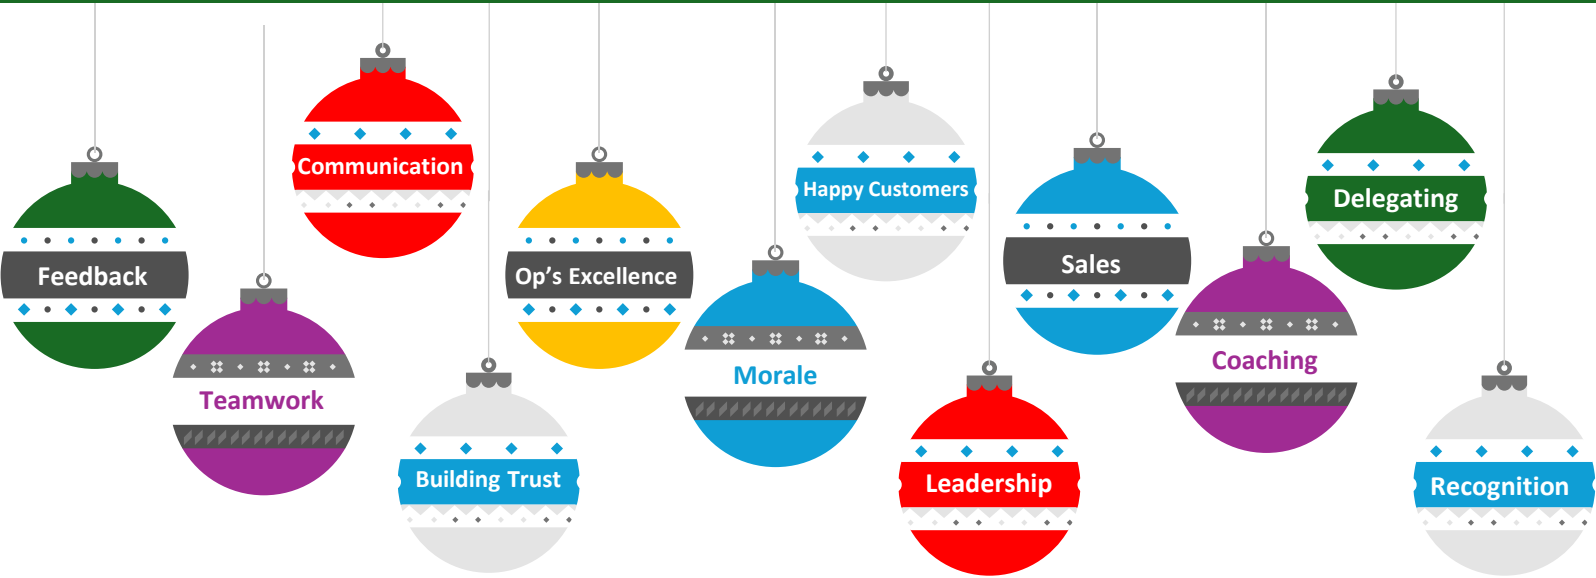 Feedback
Teamwork
Communication
Building Trust
Op's Excellence
Morale
Happy Customers
Leadership
Sales
Coaching
Delegating
Recognition